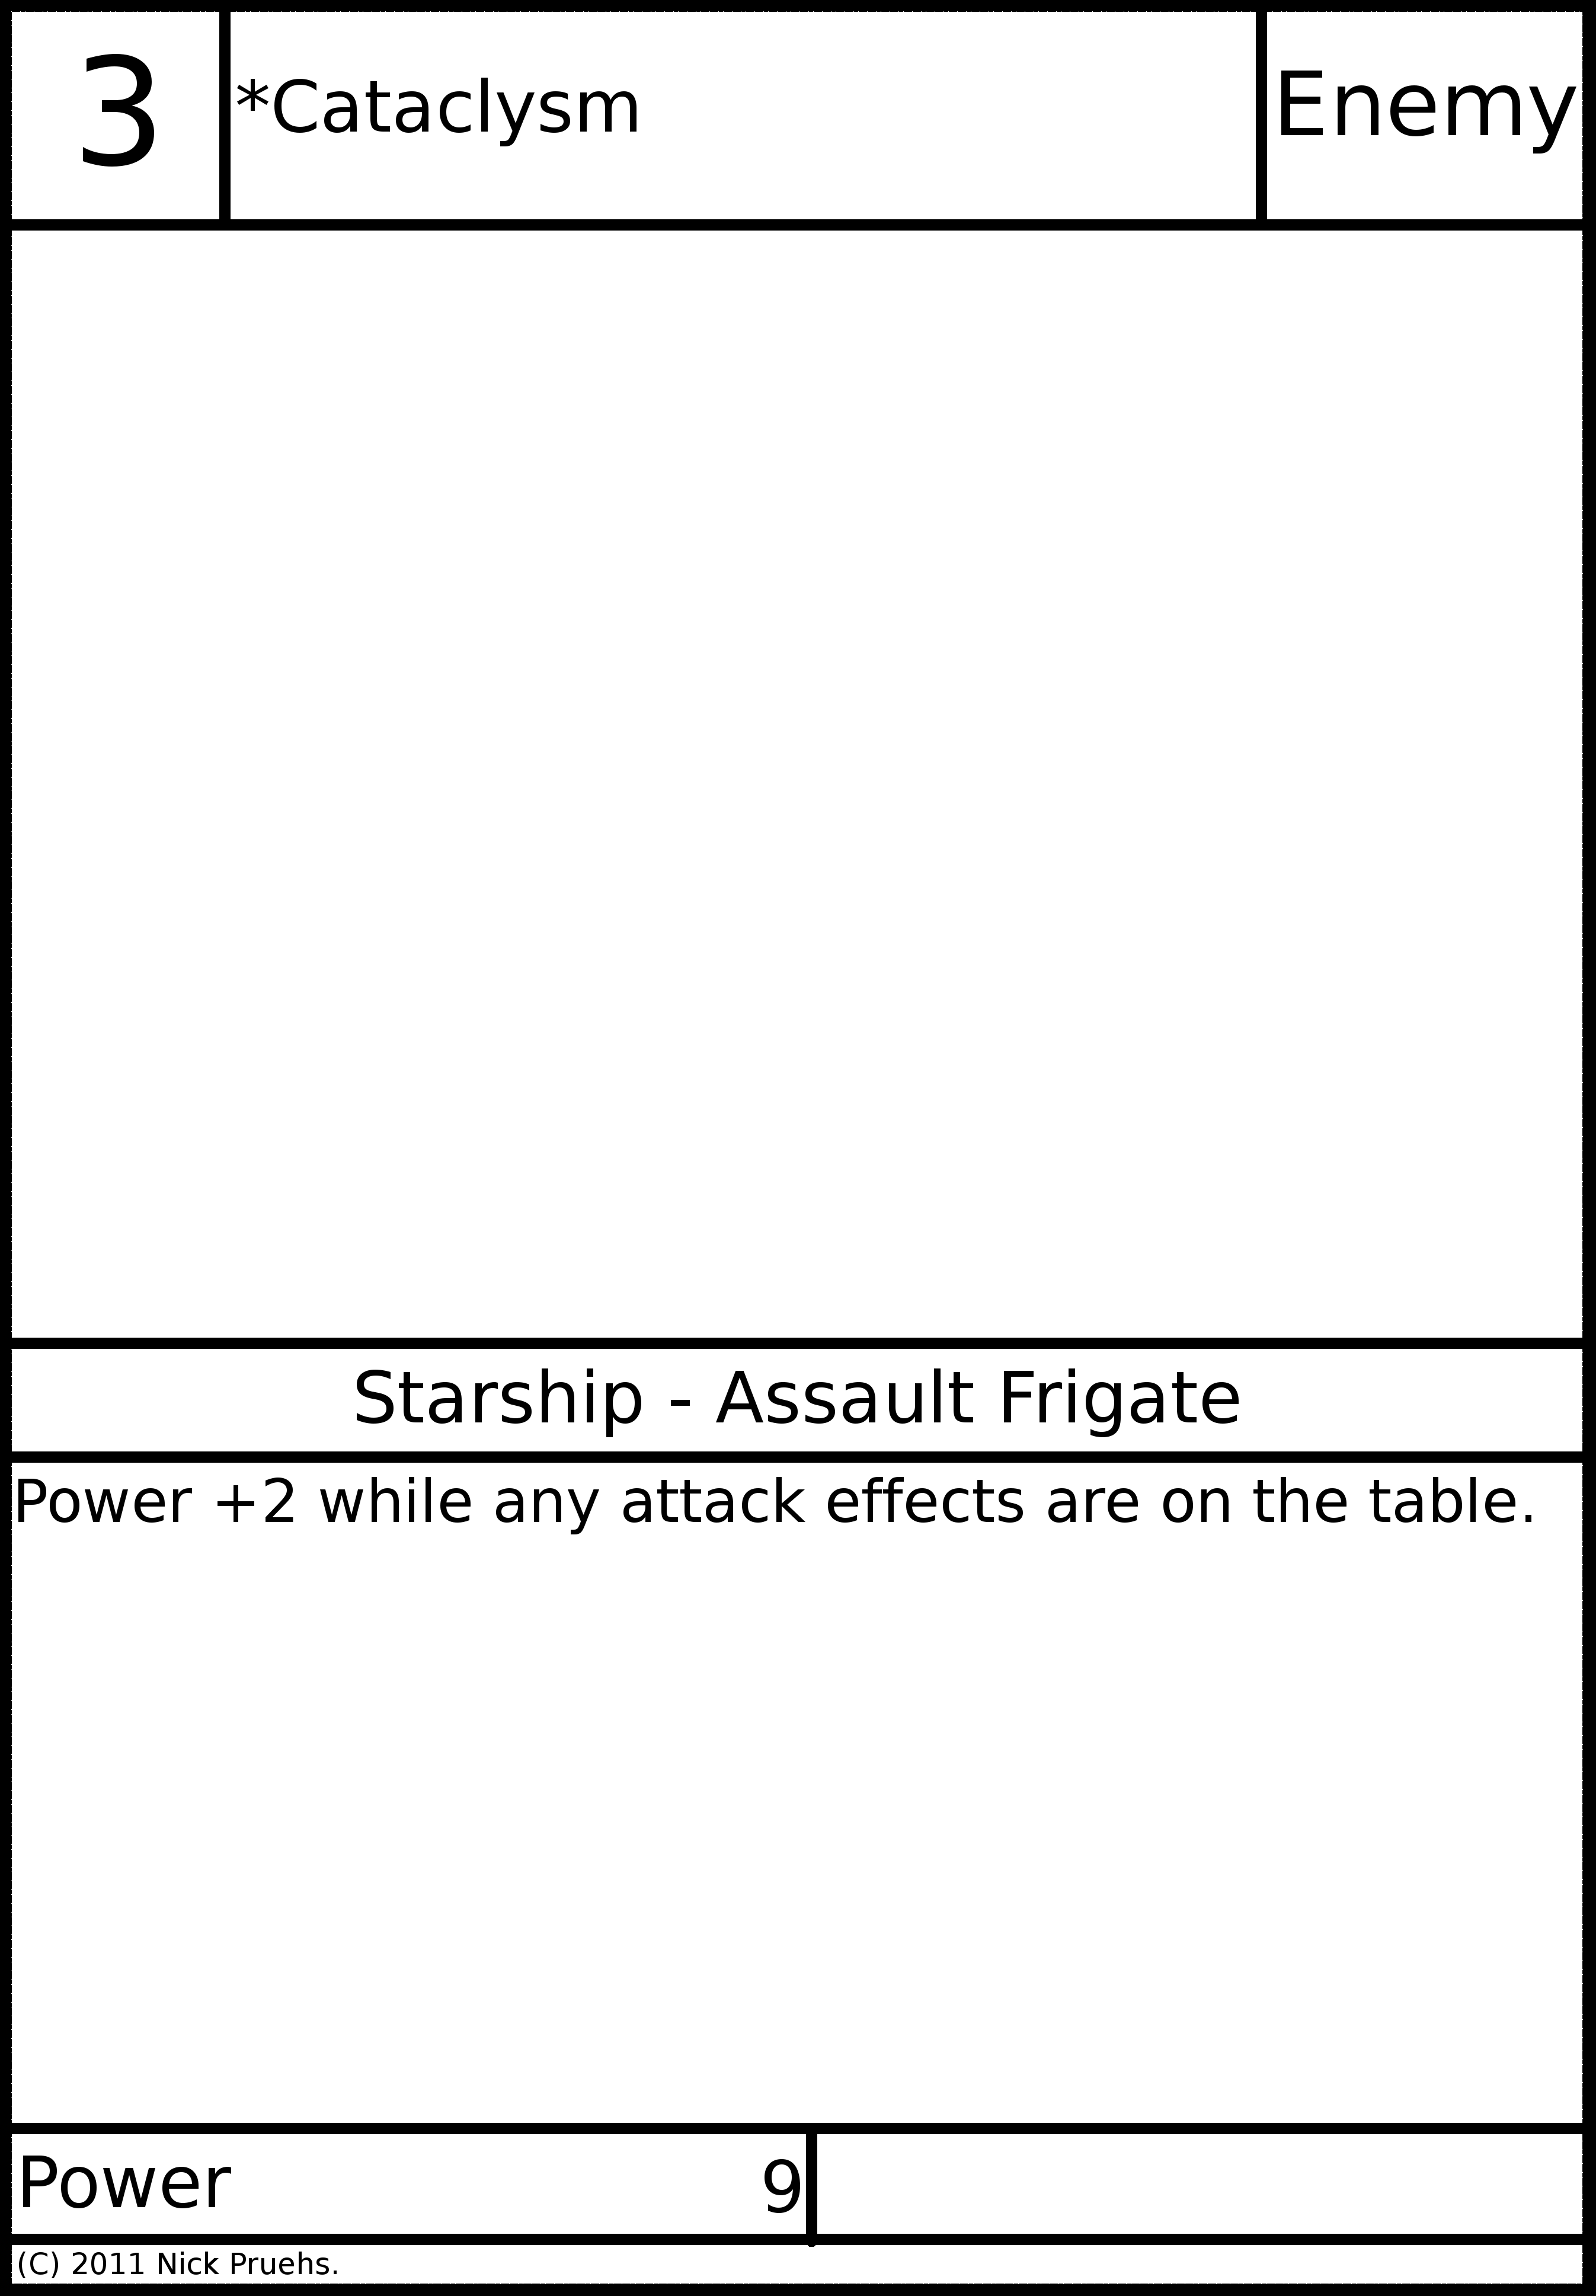 3
*Cataclysm
Enemy
Starship - Assault Frigate
Power +2 while any attack effects are on the table.
Power
9
(C) 2011 Nick Pruehs.